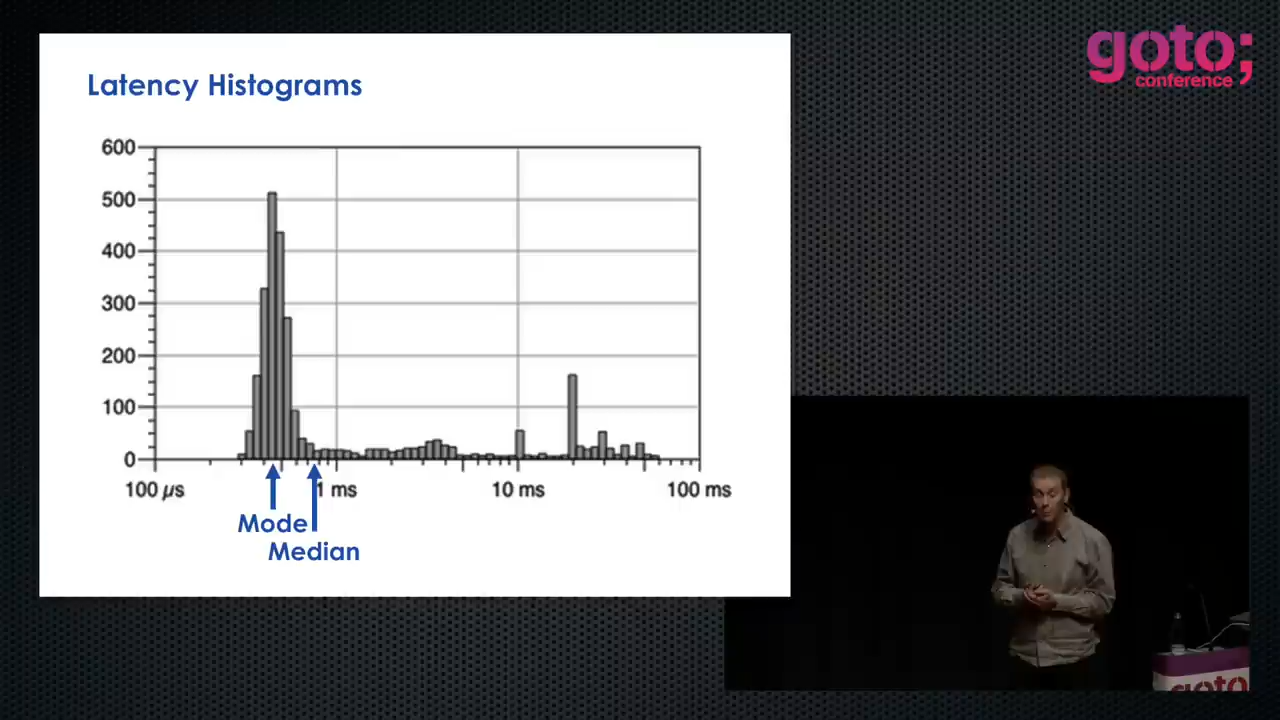 goto;
conference
Latency Histograms
600
500
400
300
200
100
0
100 µs
1 ms
10 ms
100 ms
Mode
Median
goto